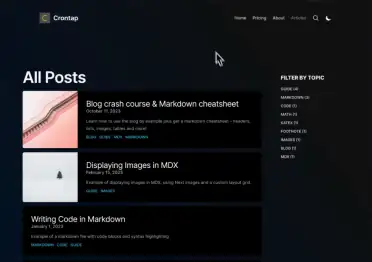 C Crontap
Home Pricing About Articles
All Posts
Blog crash course & Markdown cheatsheet
October 15, 2023
Learn how to use this blog by example plus get a markdown cheatsheet - headers,
lists, images, tables and more!
BLOG GUIDE MDX MARKDOWN
Displaying Images in MDX
February 10, 2023
Example of displaying images in MDX, using Next images and a custom layout grid.
GUIDE IMAGES
Writing Code in Markdown
January 1, 2023
Example of a markdown file with code blocks and syntax highlighting
MARKDOWN CODE GUIDE
FILTER BY TOPIC
GUIDE (4)
MARKDOWN (3)
CODE (1)
MATH (1)
KATEX (1)
FOOTNOTE (1)
IMAGES (1)
BLOG (1)
MDX (1)